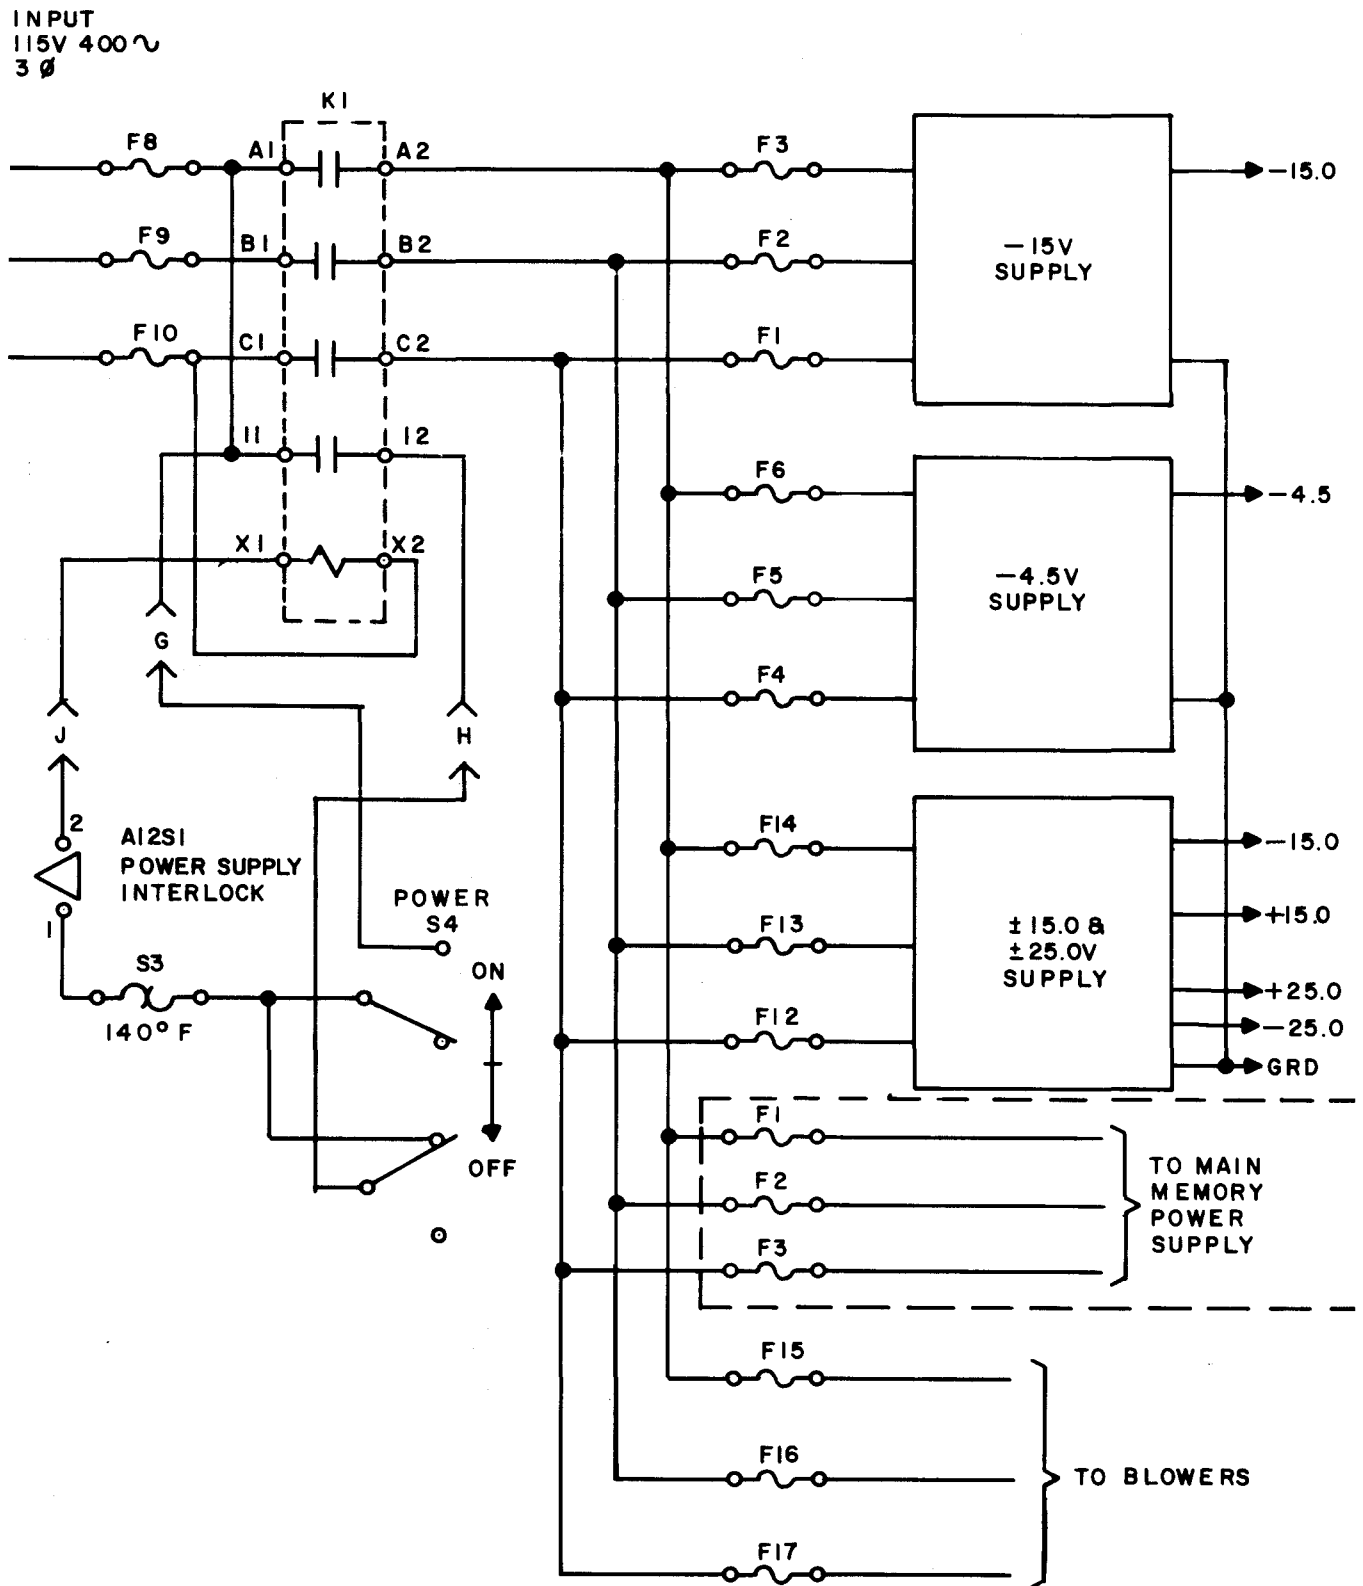 INPUT
115V 400 ~
3 Ø
K1
F8
A1
A2
F3
-15.0
F9
B1
B2
F2
-15V
SUPPLY
F10
C1
C2
F1
11
12
F6
-4.5
X1
X2
F5
-4.5V
SUPPLY
G
F4
J
H
2
A12S1
POWER SUPPLY
INTERLOCK
1
POWER
S4
F14
-15.0
+15.0
F13
±15.0 &
±25.0V
SUPPLY
S3
140° F
ON
OFF
F12
+25.0
-25.0
GRD
F1
F2
F3
TO MAIN
MEMORY
POWER
SUPPLY
F15
F16
TO BLOWERS
F17